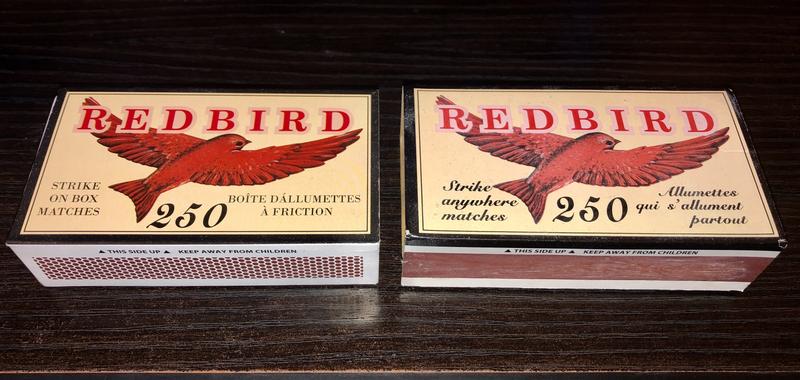 REDBIRD
STRIKE
ON BOX
MATCHES
250
BOÎTE DÁLLUMETTES
À FRICTION
▲ THIS SIDE UP ▲ KEEP AWAY FROM CHILDREN
REDBIRD
Strike
anywhere
matches
250
Allumettes
qui s'allument
partout
▲ THIS SIDE UP ▲ KEEP AWAY FROM CHILDREN